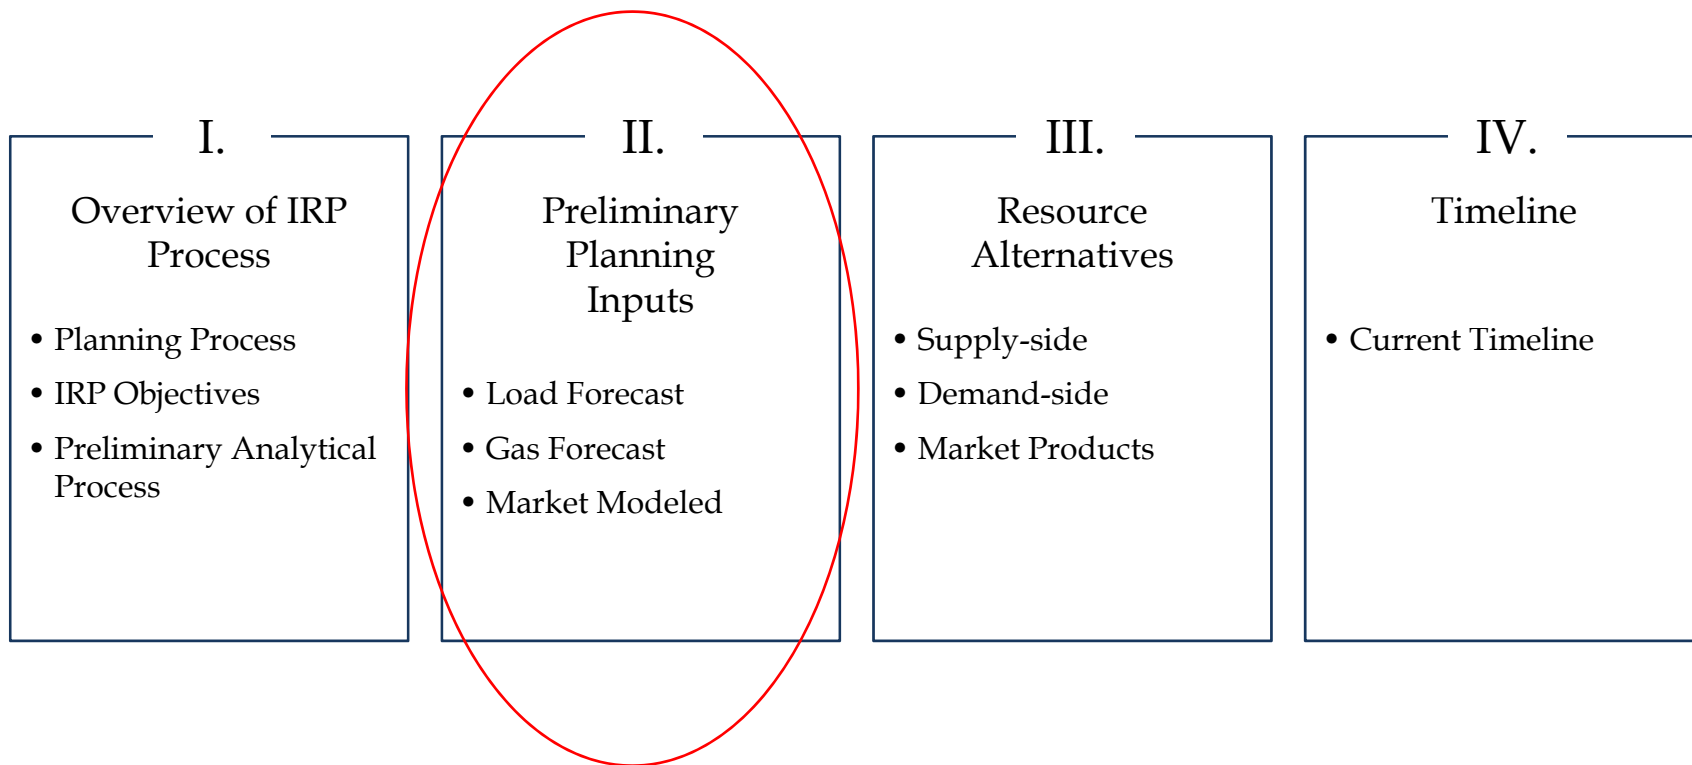 I.
Overview of IRP
Process
• Planning Process
• IRP Objectives
• Preliminary Analytical
Process
II.
Preliminary
Planning
Inputs
• Load Forecast
• Gas Forecast
• Market Modeled
III.
Resource
Alternatives
• Supply-side
• Demand-side
• Market Products
IV.
Timeline
• Current Timeline